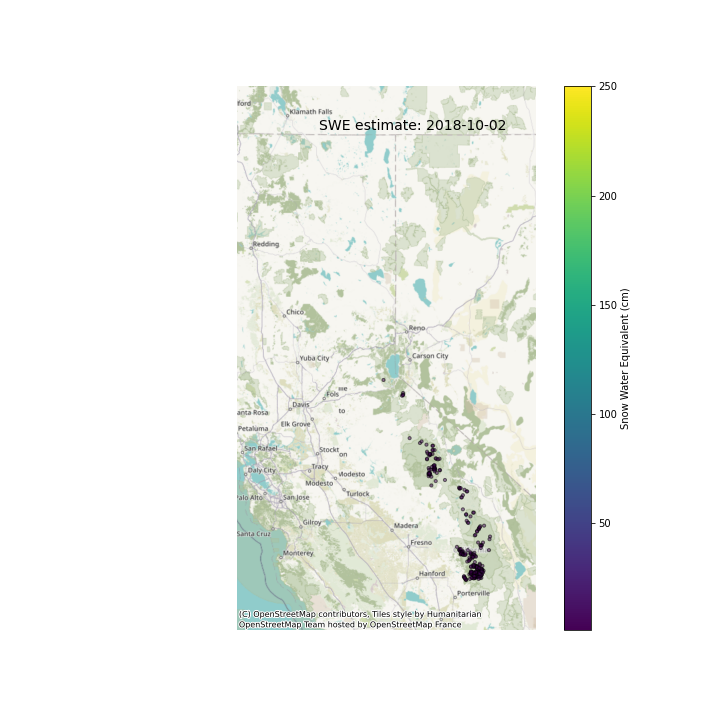 ford
Klamath Falls
SWE estimate: 2018-10-02
Redding
Chico
Reno
Yuba City
Carson City
Fols
Davis
to
anta Rosa
Elk Grove
Petaluma
San Rafael
Stockt
on
Daly City
Tracy
Modesto
Modesto
Palo Alto
San Jose
Turlock
Gilroy
Madera
Santa Cruz
Fresno
Monterey
Hanford
Porterville
(C) OpenStreetMap contributors, Tiles style by Humanitarian
OpenStreetMap Team hosted by OpenStreetMap France
250
200
150
100
50
Snow Water Equivalent (cm)